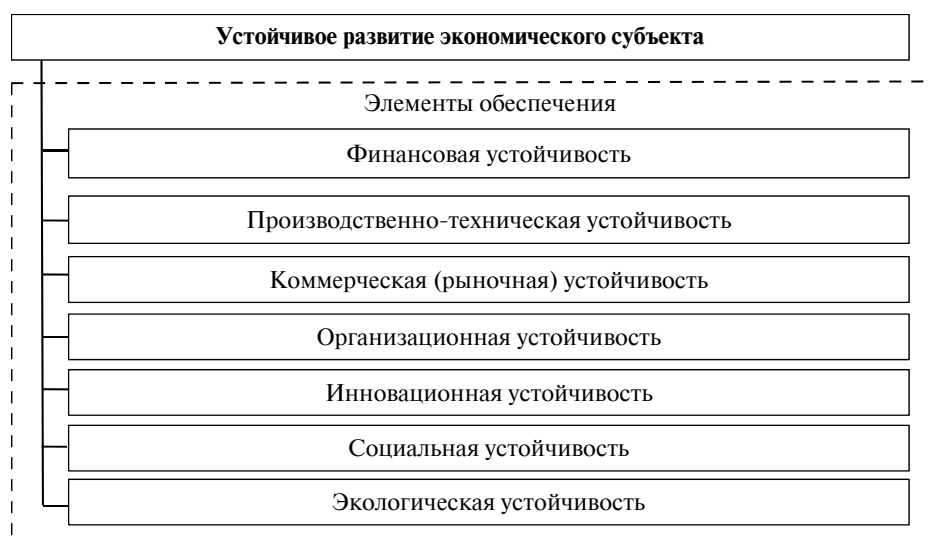 Устойчивое развитие экономического субъекта
Элементы обеспечения
Финансовая устойчивость
Производственно-техническая устойчивость
Коммерческая (рыночная) устойчивость
Организационная устойчивость
Инновационная устойчивость
Социальная устойчивость
Экологическая устойчивость